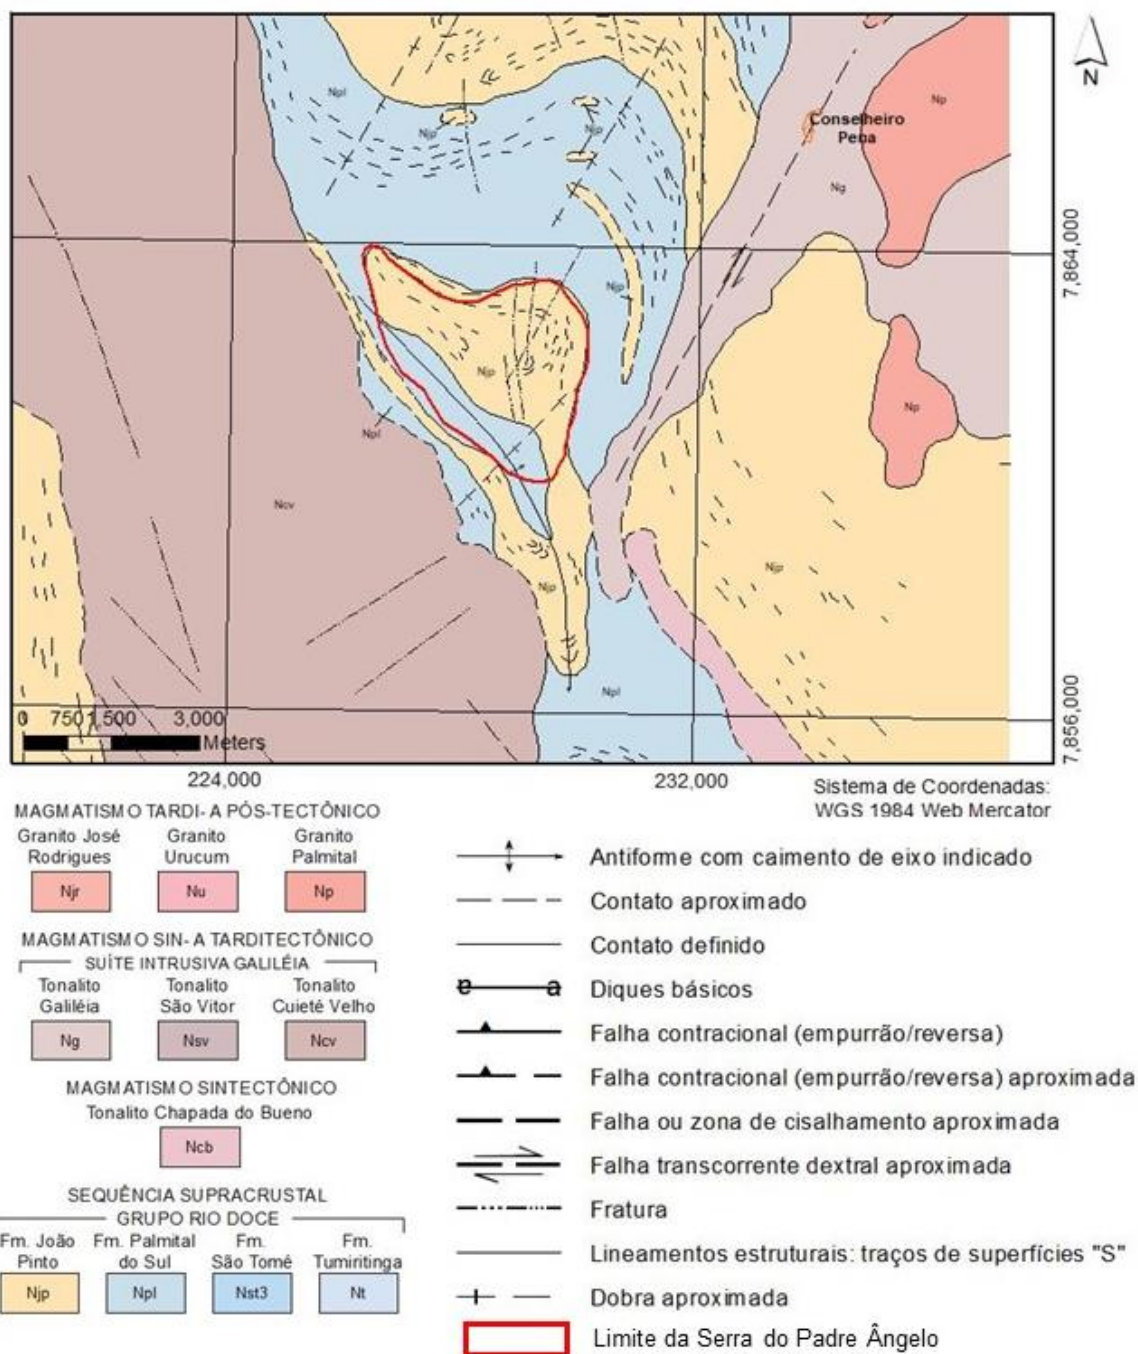 N
Npl
Njp
Njp
Np
Conselheiro
Pena
Ng
7,864,000
Njp
Njp
Np
Npl
Ncv
Njp
Njp
Npl
7,856,000
0 750 1,500 3,000
Meters
224,000 232,000
Sistema de Coordenadas:
WGS 1984 Web Mercator
MAGMATISMO TARDI- A PÓS-TECTÔNICO
Granito José Granito Granito
Rodrigues Urucum Palmital
Njr Nu Np
MAGMATISMO SIN- A TARDITECTÔNICO
SUÍTE INTRUSIVA GALILÉIA
Tonalito Tonalito Tonalito
Galiléia São Vitor Cuieté Velho
Ng Nsv Ncv
MAGMATISMO SINTECTÔNICO
Tonalito Chapada do Bueno
Ncb
SEQUÊNCIA SUPRACRUSTAL
GRUPO RIO DOCE
Fm. João Fm. Palmital Fm. Fm.
Pinto do Sul São Tomé Tumiritinga
Njp Npl Nst3 Nt
Antiforme com caimento de eixo indicado
Contato aproximado
Contato definido
Diques básicos
Falha contracional (empurrão/reversa)
Falha contracional (empurrão/reversa) aproximada
Falha ou zona de cisalhamento aproximada
Falha transcorrente dextral aproximada
Fratura
Lineamentos estruturais: traços de superfícies "S"
Dobra aproximada
Limite da Serra do Padre Ângelo